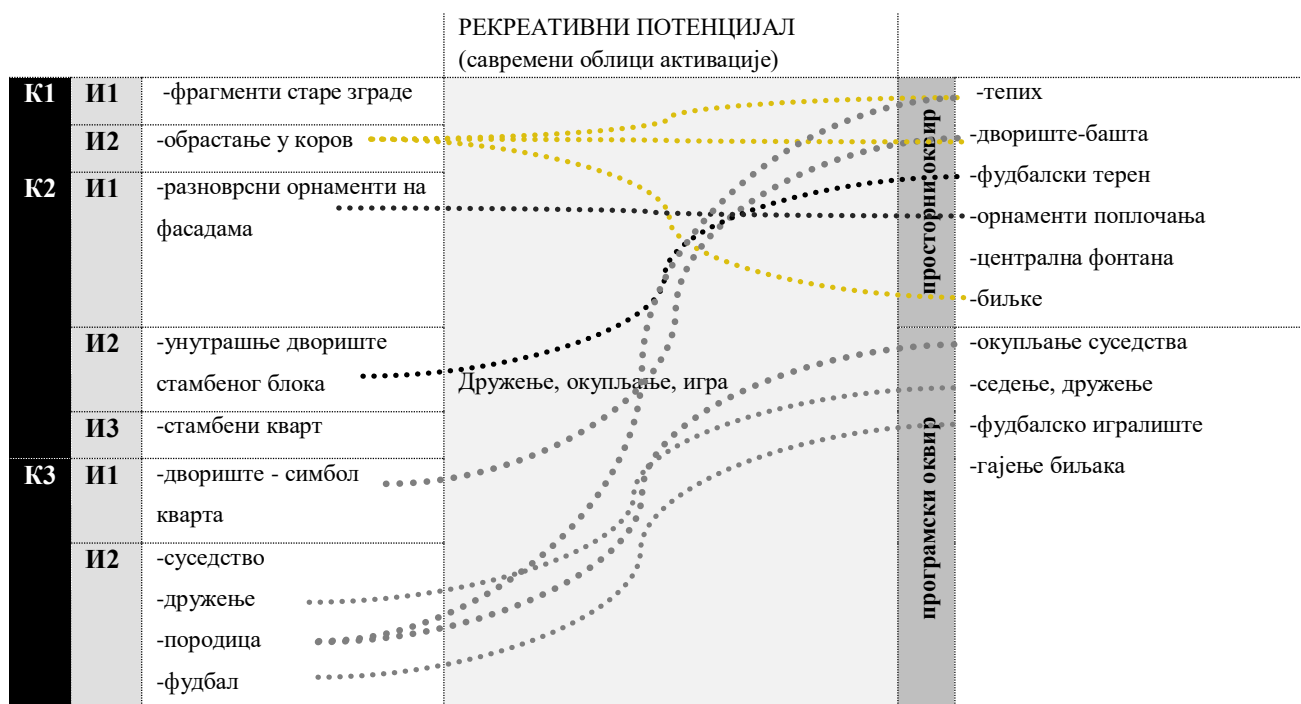 РЕКРЕАТИВНИ ПОТЕНЦИЈАЛ
(савремени облици активације)
К1
И1
-фрагменти старе зграде
И2
-обрастање у коров
К2
И1
-разноврсни орнаменти на
фасадама
И2
-унутрашње двориште
стамбеног блока
И3
-стамбени кварт
К3
И1
-двориште - симбол
кварта
И2
-суседство
-дружење
-породица
-фудбал
Дружење, окупљање, игра
просторни оквир
-тепих
-двориште-башта
-фудбалски терен
-орнаменти поплочања
-централна фонтана
-биљке
програмски оквир
-окупљање суседства
-седење, дружење
-фудбалско игралиште
-гајење биљака